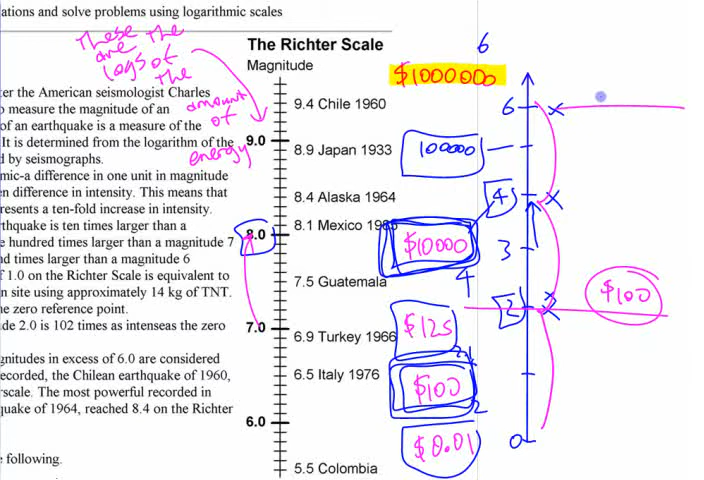 ations and solve problems using logarithmic scales
These the
are
logs of
the
amount
of
energy
ter the American seismologist Charles
o measure the magnitude of an
of an earthquake is a measure of the
It is determined from the logarithm of the
d by seismographs.
mic-a difference in one unit in magnitude
n difference in intensity. This means that
resents a ten-fold increase in intensity.
rthquake is ten times larger than a
e hundred times larger than a magnitude 7
nd times larger than a magnitude 6
f 1.0 on the Richter Scale is equivalent to
n site using approximately 14 kg of TNT.
he zero reference point.
de 2.0 is 102 times as intenseas the zero
gnitudes in excess of 6.0 are considered
ecorded, the Chilean earthquake of 1960,
scale. The most powerful recorded in
quake of 1964, reached 8.4 on the Richter
following.
The Richter Scale
Magnitude
9.4 Chile 1960
9.0
8.9 Japan 1933
8.4 Alaska 1964
8.1 Mexico 1985
8.0
7.5 Guatemala
7.0
6.9 Turkey 1966
6.5 Italy 1976
6.0
5.5 Colombia
6
$1000000
100000
$10000
4
$125
$100
2
$0.01
6
4
3
2
0
$100